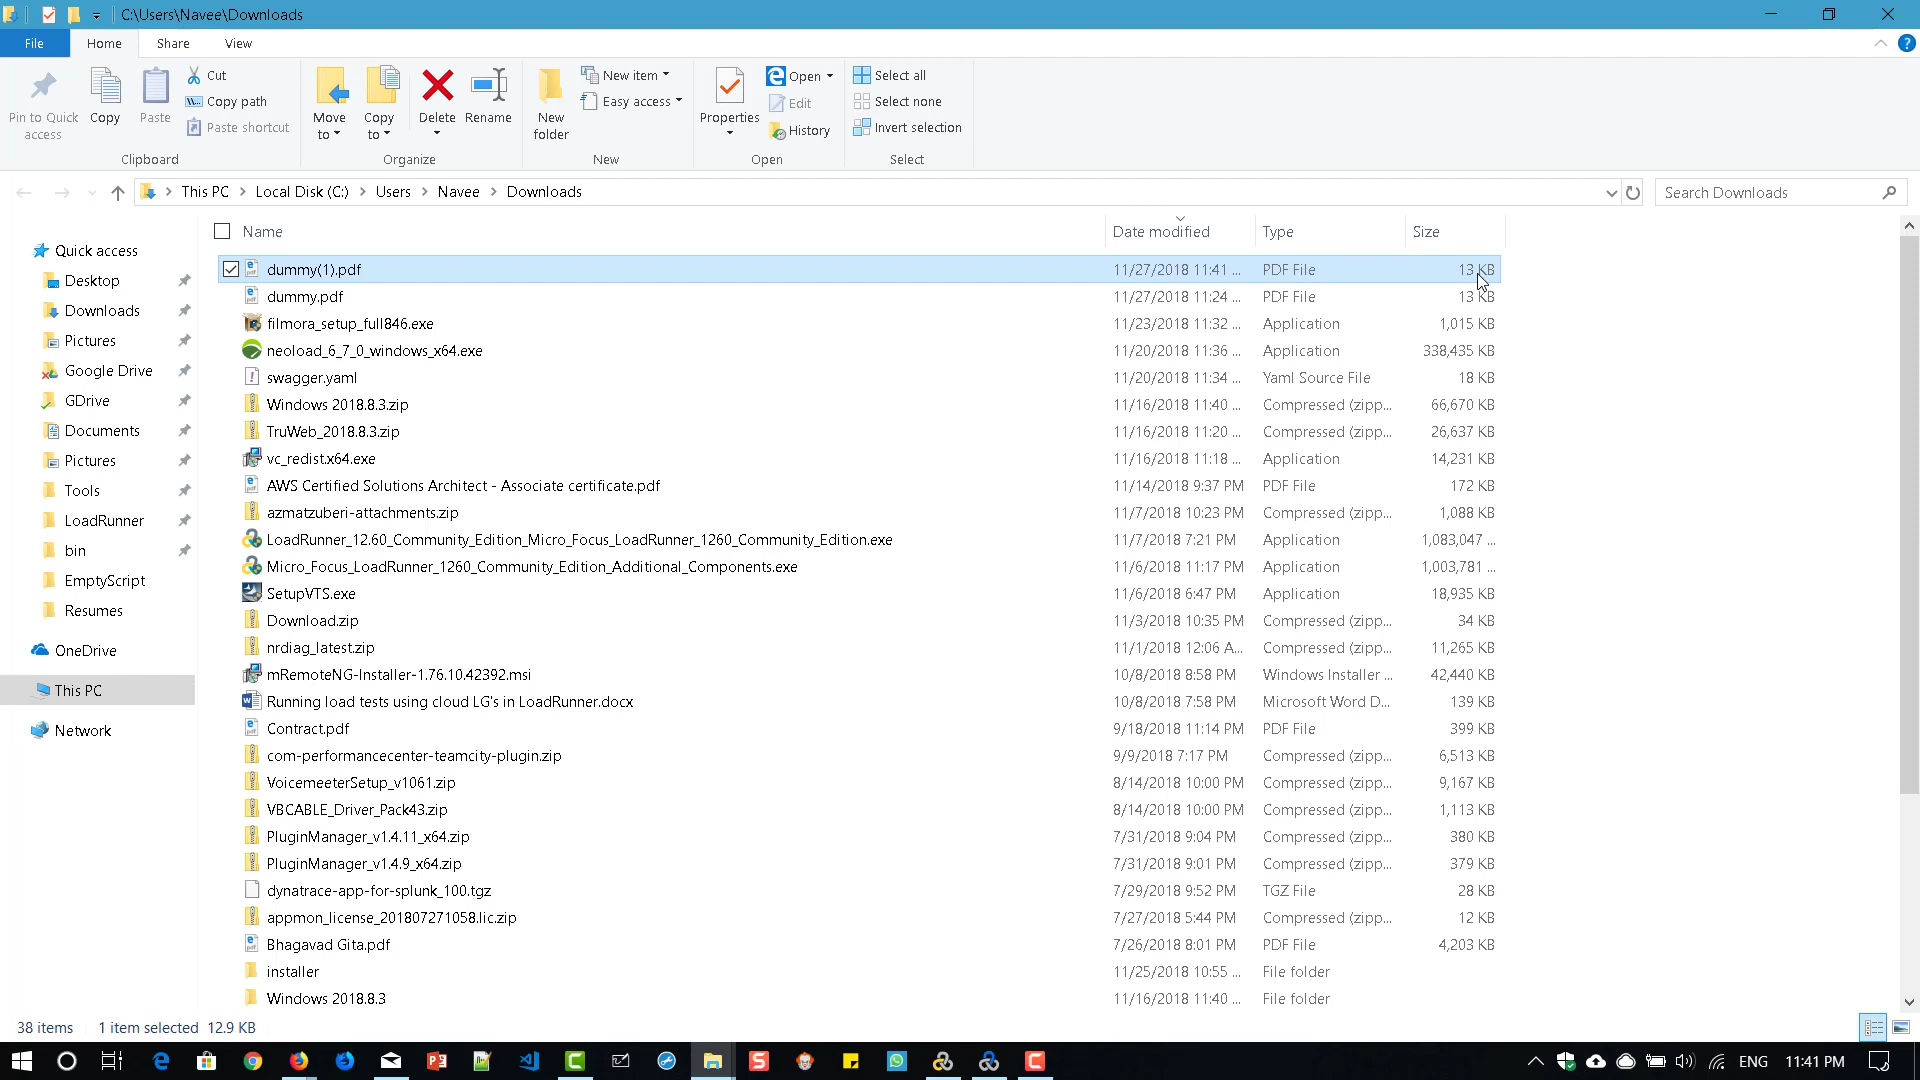 C:\Users\Navee\Downloads
File Home Share View
Pin to Quick access
Copy
Paste
Cut
Copy path
Paste shortcut
Clipboard
Move to
Copy to
Delete
Rename
Organize
New folder
New item
Easy access
New
Properties
Open
Edit
History
Open
Select all
Select none
Invert selection
Select
This PC Local Disk (C:) Users Navee Downloads
Search Downloads
Quick access
Desktop
Downloads
Pictures
Google Drive
GDrive
Documents
Pictures
Tools
LoadRunner
bin
EmptyScript
Resumes
OneDrive
This PC
Network
Name Date modified Type Size
dummy(1).pdf 11/27/2018 11:41 ... PDF File 13 KB
dummy.pdf 11/27/2018 11:24 ... PDF File 13 KB
filmora_setup_full846.exe 11/23/2018 11:32 ... Application 1,015 KB
neoload_6_7_0_windows_x64.exe 11/20/2018 11:36 ... Application 338,435 KB
swagger.yaml 11/20/2018 11:34 ... Yaml Source File 18 KB
Windows 2018.8.3.zip 11/16/2018 11:40 ... Compressed (zipp... 66,670 KB
TruWeb_2018.8.3.zip 11/16/2018 11:20 ... Compressed (zipp... 26,637 KB
vc_redist.x64.exe 11/16/2018 11:18 ... Application 14,231 KB
AWS Certified Solutions Architect - Associate certificate.pdf 11/14/2018 9:37 PM PDF File 172 KB
azmatzuberi-attachments.zip 11/7/2018 10:23 PM Compressed (zipp... 1,088 KB
LoadRunner_12.60_Community_Edition_Micro_Focus_LoadRunner_1260_Community_Edition.exe 11/7/2018 7:21 PM Application 1,083,047 ...
Micro_Focus_LoadRunner_1260_Community_Edition_Additional_Components.exe 11/6/2018 11:17 PM Application 1,003,781 ...
SetupVTS.exe 11/6/2018 6:47 PM Application 18,935 KB
Download.zip 11/3/2018 10:35 PM Compressed (zipp... 34 KB
nrdiag_latest.zip 11/1/2018 12:06 A... Compressed (zipp... 11,265 KB
mRemoteNG-Installer-1.76.10.42392.msi 10/8/2018 8:58 PM Windows Installer ... 42,440 KB
Running load tests using cloud LG's in LoadRunner.docx 10/8/2018 7:58 PM Microsoft Word D... 139 KB
Contract.pdf 9/18/2018 11:14 PM PDF File 399 KB
com-performancecenter-teamcity-plugin.zip 9/9/2018 7:17 PM Compressed (zipp... 6,513 KB
VoicemeeterSetup_v1061.zip 8/14/2018 10:00 PM Compressed (zipp... 9,167 KB
VBCABLE_Driver_Pack43.zip 8/14/2018 10:00 PM Compressed (zipp... 1,113 KB
PluginManager_v1.4.11_x64.zip 7/31/2018 9:04 PM Compressed (zipp... 380 KB
PluginManager_v1.4.9_x64.zip 7/31/2018 9:01 PM Compressed (zipp... 379 KB
dynatrace-app-for-splunk_100.tgz 7/29/2018 9:52 PM TGZ File 28 KB
appmon_license_201807271058.lic.zip 7/27/2018 5:44 PM Compressed (zipp... 12 KB
Bhagavad Gita.pdf 7/26/2018 8:01 PM PDF File 4,203 KB
installer 11/25/2018 10:55 ... File folder
Windows 2018.8.3 11/16/2018 11:40 ... File folder
38 items 1 item selected 12.9 KB
ENG 11:41 PM